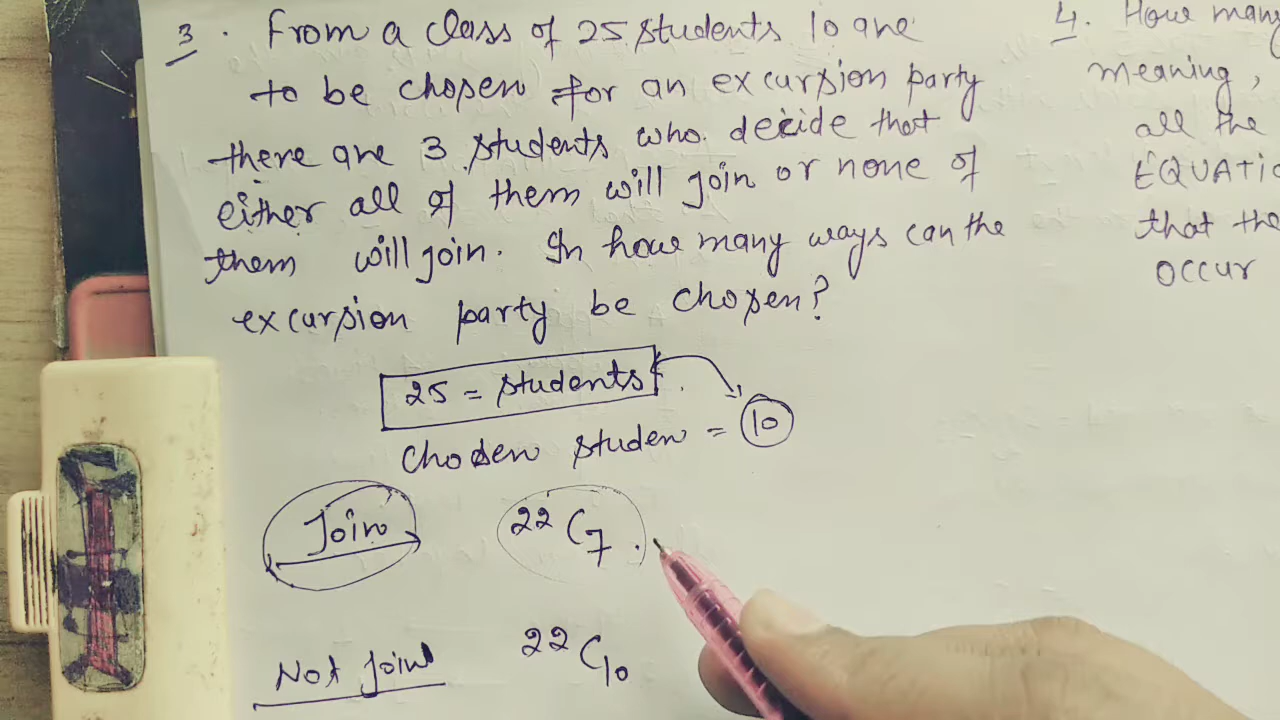 3. From a class of 25 students 10 are
to be chosen for an excursion party
there are 3 students who decide that
either all of them will join or none of
them will join. In how many ways can the
excursion party be chosen?
25 = students
chosen studen = 10
Join 22C7.
Not join 22C10
4. How many
meaning,
all the
EQUATIO
that the
occur